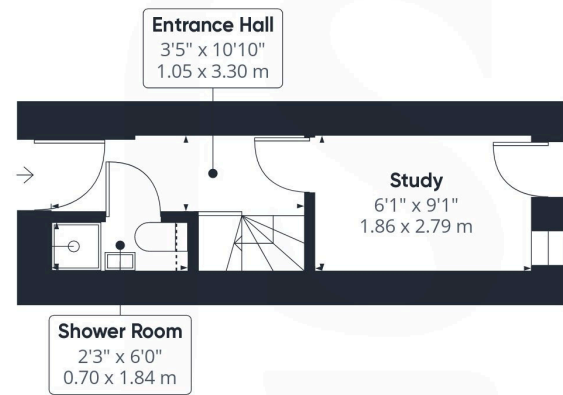 Entrance Hall
3'5" x 10'10"
1.05 x 3.30 m
Study
6'1" x 9'1"
1.86 x 2.79 m
Shower Room
2'3" x 6'0"
0.70 x 1.84 m